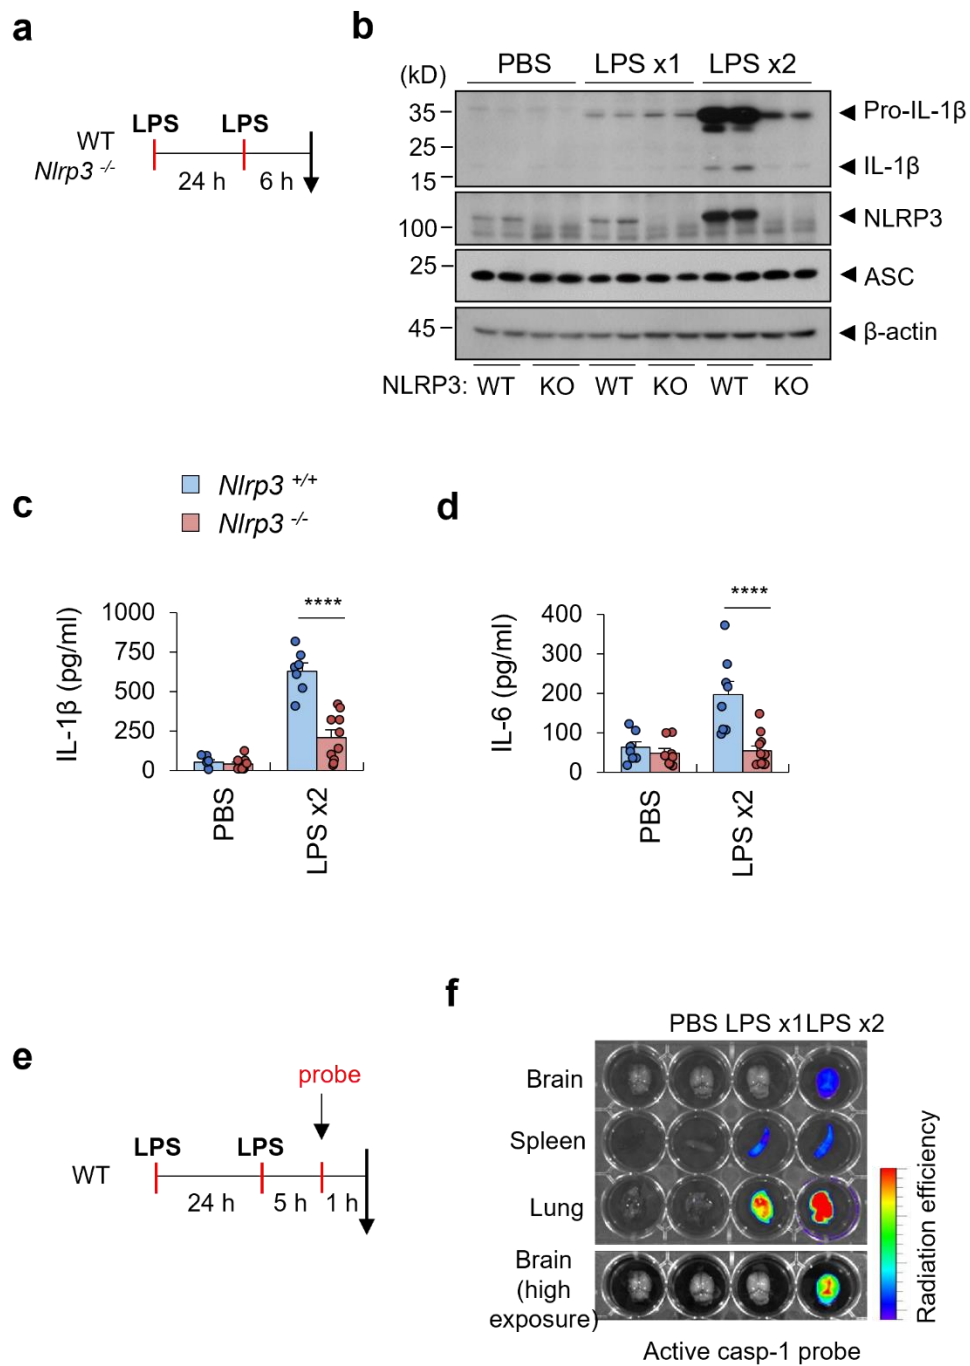 a
LPS LPS
WT
Nlrp3 -/-
24 h 6 h
b
(kD) PBS LPS x1 LPS x2
35 Pro-IL-1β
25
IL-1β
15
NLRP3
100
25
ASC
45
β-actin
NLRP3: WT KO WT KO WT KO
Nlrp3 +/+
Nlrp3 -/-
c
IL-1β (pg/ml)
1000
750
500
250
0
****
PBS
LPS x2
d
IL-6 (pg/ml)
400
300
200
100
0
****
PBS
LPS x2
e
probe
LPS LPS
WT
24 h 5 h 1 h
f
PBS LPS x1LPS x2
Brain
Spleen
Lung
Brain
(high
exposure)
Radiation efficiency
Active casp-1 probe